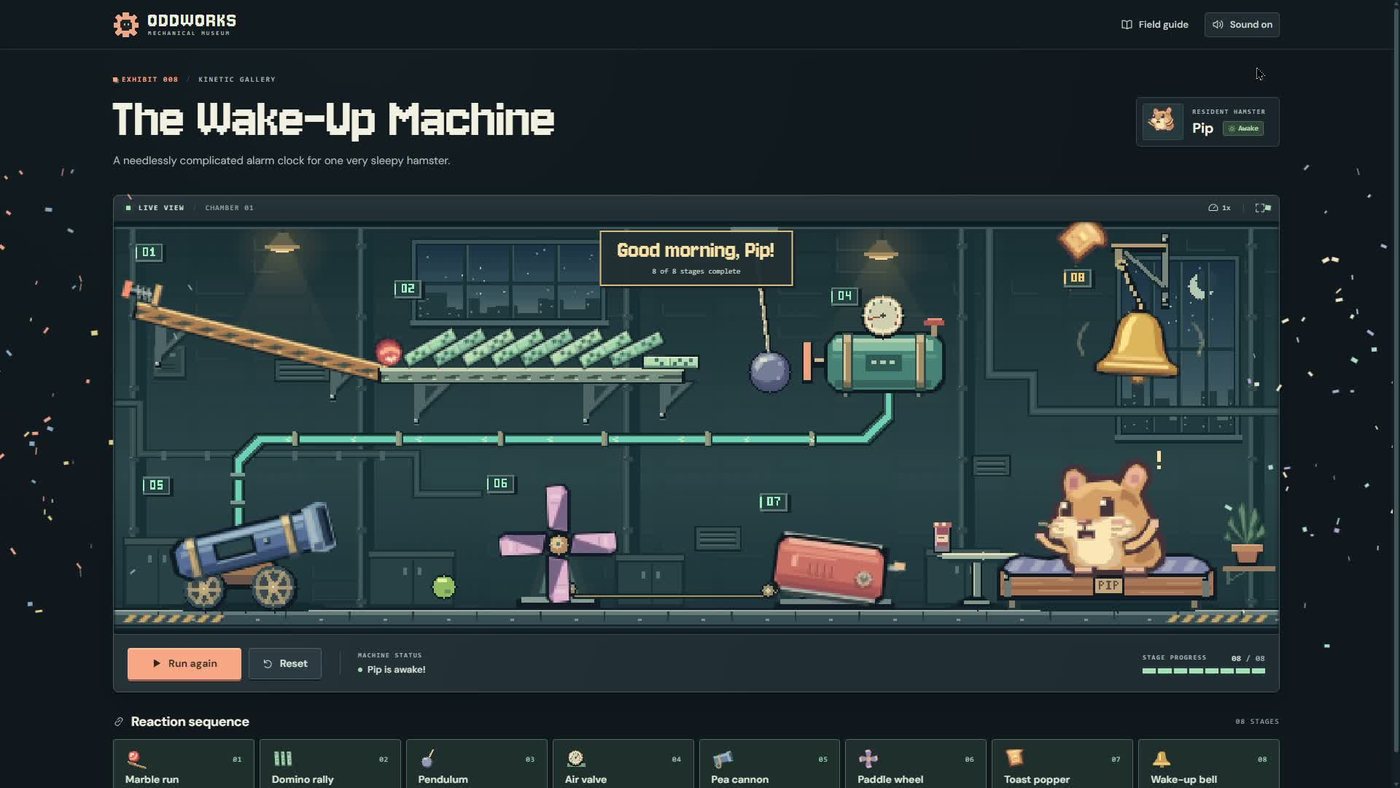 ODDWORKS
MECHANICAL MUSEUM
Field guide
Sound on
EXHIBIT 008 / KINETIC GALLERY
The Wake-Up Machine
A needlessly complicated alarm clock for one very sleepy hamster.
RESIDENT HAMSTER
Pip
Awake
LIVE VIEW / CHAMBER 01
1x
Good morning, Pip!
8 of 8 stages complete
01
02
04
08
05
06
07
PIP
Run again
Reset
MACHINE STATUS
Pip is awake!
STAGE PROGRESS
08 / 08
Reaction sequence
08 STAGES
01
Marble run
02
Domino rally
03
Pendulum
04
Air valve
05
Pea cannon
06
Paddle wheel
07
Toast popper
08
Wake-up bell